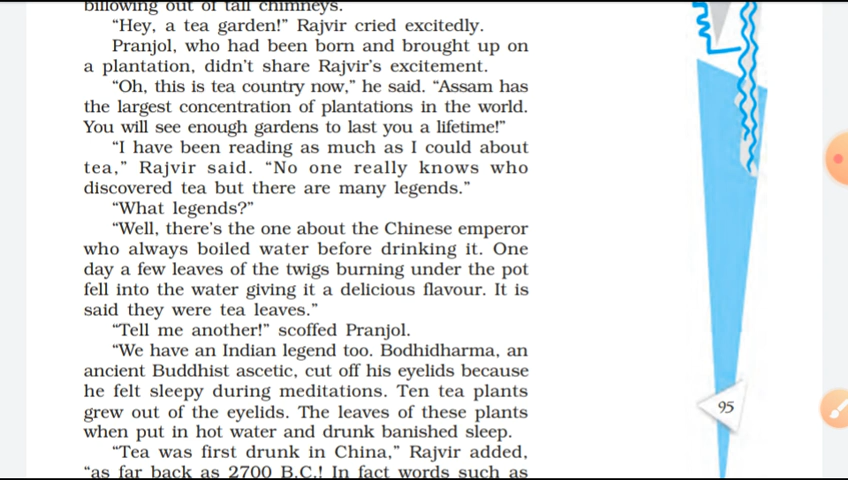 billowing out of tall chimneys.
“Hey, a tea garden!” Rajvir cried excitedly.
Pranjol, who had been born and brought up on
a plantation, didn’t share Rajvir’s excitement.
“Oh, this is tea country now,” he said. “Assam has
the largest concentration of plantations in the world.
You will see enough gardens to last you a lifetime!”
“I have been reading as much as I could about
tea,” Rajvir said. “No one really knows who
discovered tea but there are many legends.”
“What legends?”
“Well, there’s the one about the Chinese emperor
who always boiled water before drinking it. One
day a few leaves of the twigs burning under the pot
fell into the water giving it a delicious flavour. It is
said they were tea leaves.”
“Tell me another!” scoffed Pranjol.
“We have an Indian legend too. Bodhidharma, an
ancient Buddhist ascetic, cut off his eyelids because
he felt sleepy during meditations. Ten tea plants
grew out of the eyelids. The leaves of these plants
when put in hot water and drunk banished sleep.
“Tea was first drunk in China,” Rajvir added,
“as far back as 2700 B.C.! In fact words such as
95